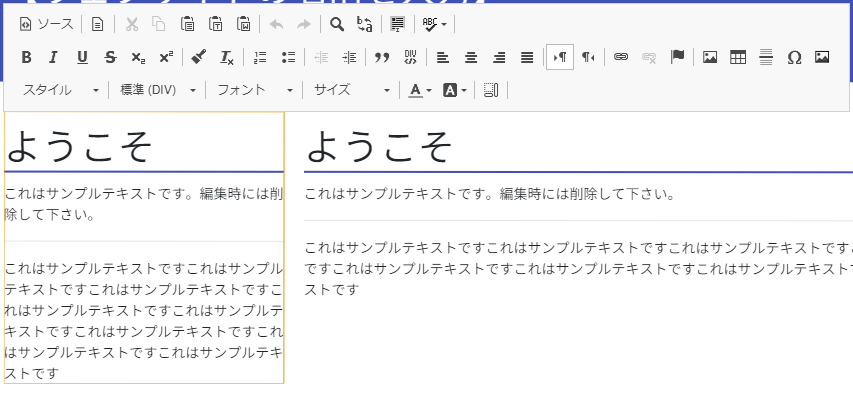 ソース
ABC
B I S x₂ x² Tx
DIV
スタイル 標準 (DIV) フォント サイズ A A
ようこそ
これはサンプルテキストです。編集時には削
除して下さい。
これはサンプルテキストですこれはサンプル
テキストですこれはサンプルテキストですこ
れはサンプルテキストですこれはサンプルテ
キストですこれはサンプルテキストですこれ
はサンプルテキストですこれはサンプルテキ
ストです
ようこそ
これはサンプルテキストです。編集時には削除して下さい。
これはサンプルテキストですこれはサンプルテキストですこれはサンプルテキストです
ですこれはサンプルテキストですこれはサンプルテキストですこれはサンプルテキスト
ストです